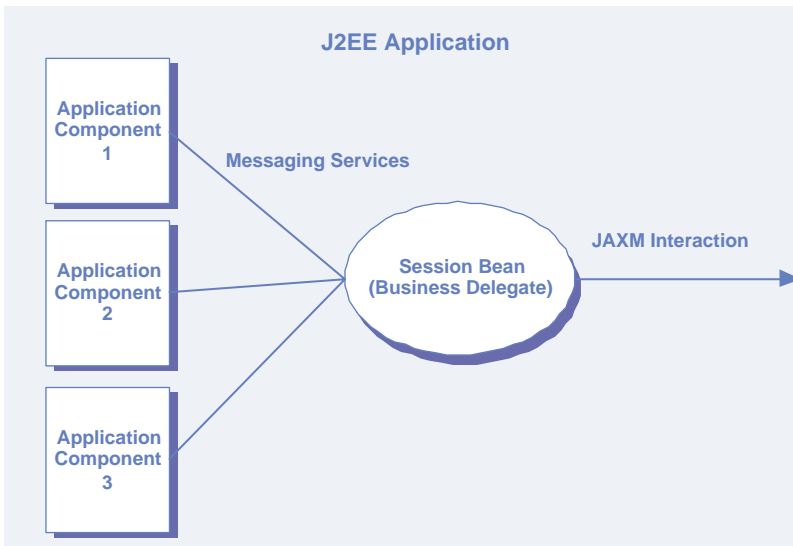 J2EE Application
Application
Component
1
Messaging Services
Application
Component
2
Session Bean
(Business Delegate)
JAXM Interaction
Application
Component
3